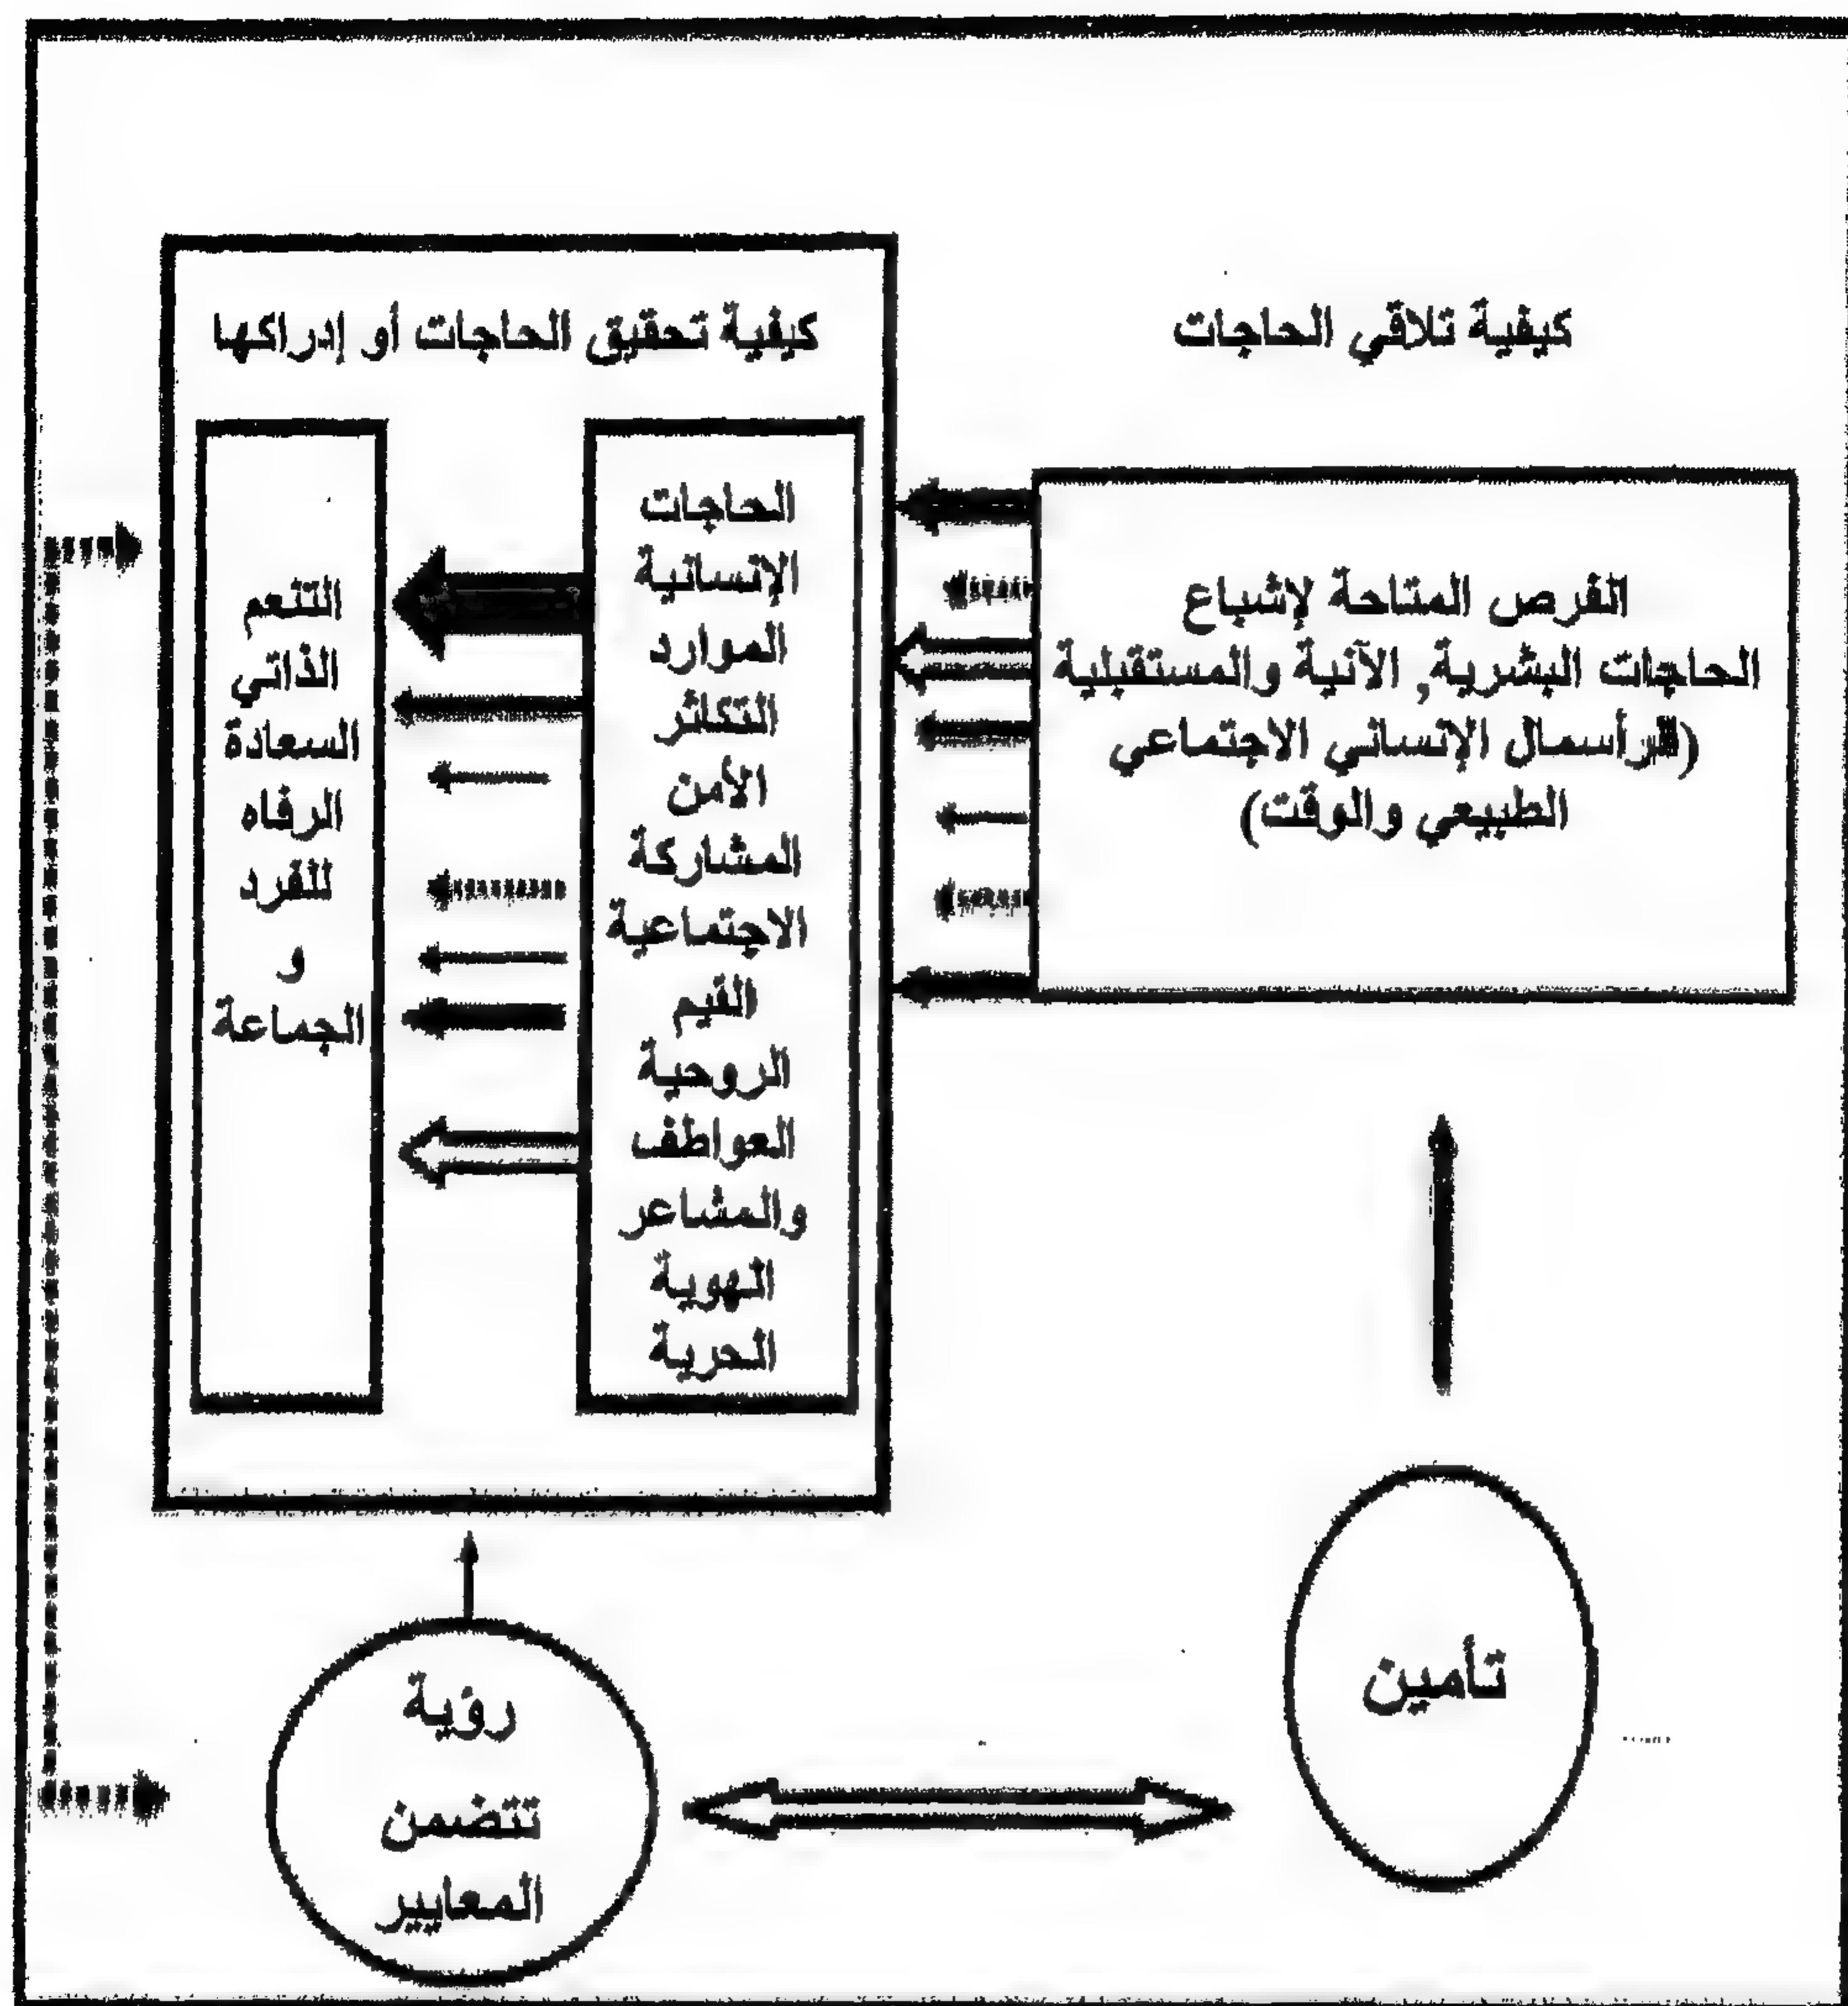 كيفية تلاقي الحاجات
الفرص المتاحة لإشباع
الحاجات البشرية, الآنية والمستقبلية
(الرأسمال الإنساني الاجتماعي
الطبيعي والوقت)
كيفية تحقيق الحاجات أو إدراكها
الحاجات
الإنسانية
الموارد
التكاثر
الأمن
المشاركة
الاجتماعية
القيم
الروحية
العواطف
والمشاعر
الهوية
الحرية
التنعم
الذاتي
السعادة
الرفاه
للفرد
و
الجماعة
تأمين
رؤية
تتضمن
المعايير